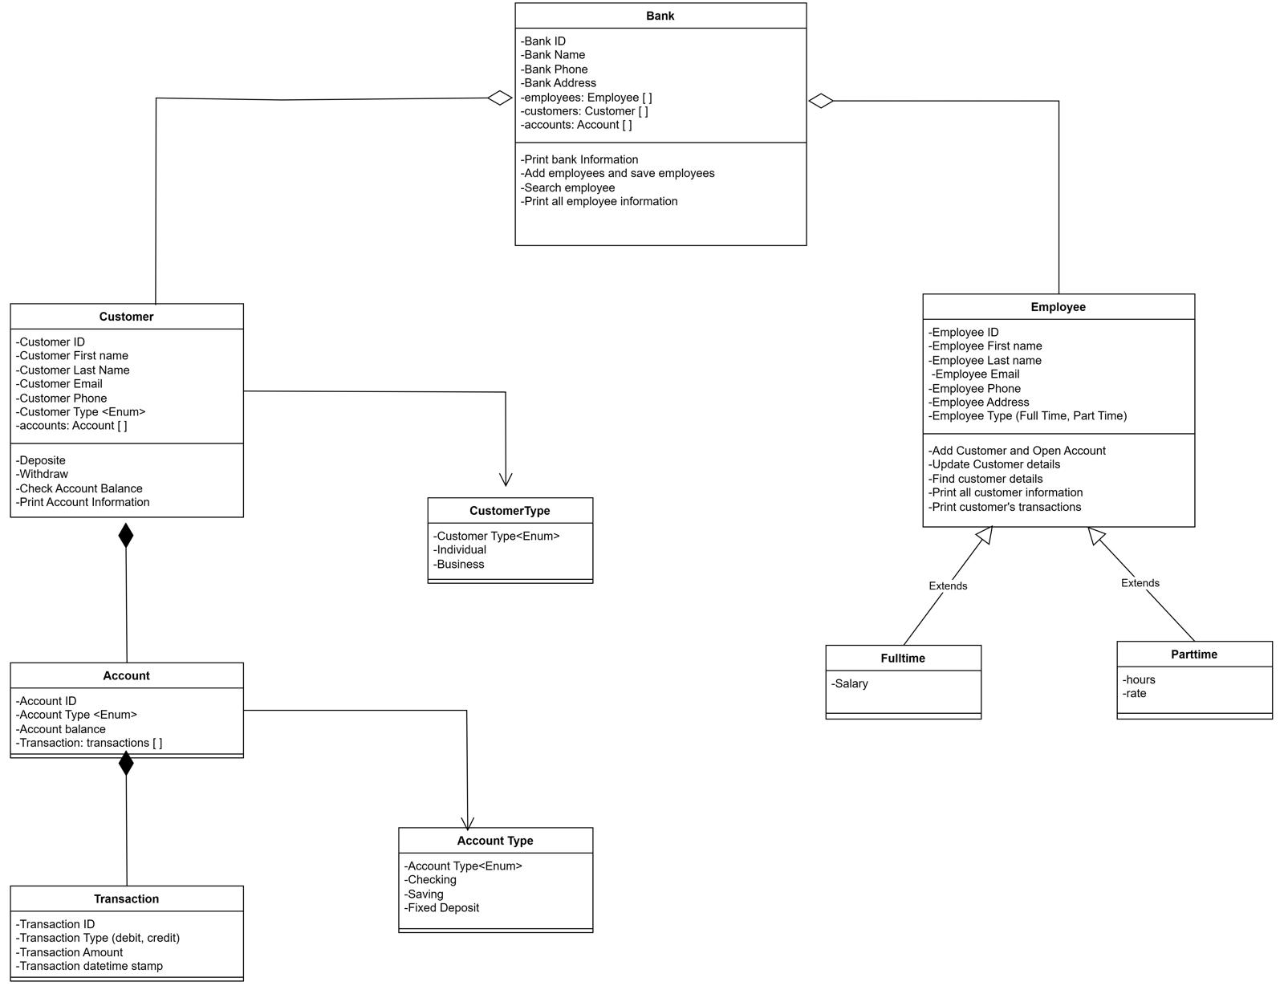 Bank
-Bank ID
-Bank Name
-Bank Phone
-Bank Address
-employees: Employee [ ]
-customers: Customer [ ]
-accounts: Account [ ]
-Print bank Information
-Add employees and save employees
-Search employee
-Print all employee information
Customer
-Customer ID
-Customer First name
-Customer Last Name
-Customer Email
-Customer Phone
-Customer Type <Enum>
-accounts: Account [ ]
-Deposite
-Withdraw
-Check Account Balance
-Print Account Information
Employee
-Employee ID
-Employee First name
-Employee Last name
-Employee Email
-Employee Phone
-Employee Address
-Employee Type (Full Time, Part Time)
-Add Customer and Open Account
-Update Customer details
-Find customer details
-Print all customer information
-Print customer's transactions
CustomerType
-Customer Type<Enum>
-Individual
-Business
Extends
Extends
Fulltime
-Salary
Parttime
-hours
-rate
Account
-Account ID
-Account Type <Enum>
-Account balance
-Transaction: transactions [ ]
Account Type
-Account Type<Enum>
-Checking
-Saving
-Fixed Deposit
Transaction
-Transaction ID
-Transaction Type (debit, credit)
-Transaction Amount
-Transaction datetime stamp